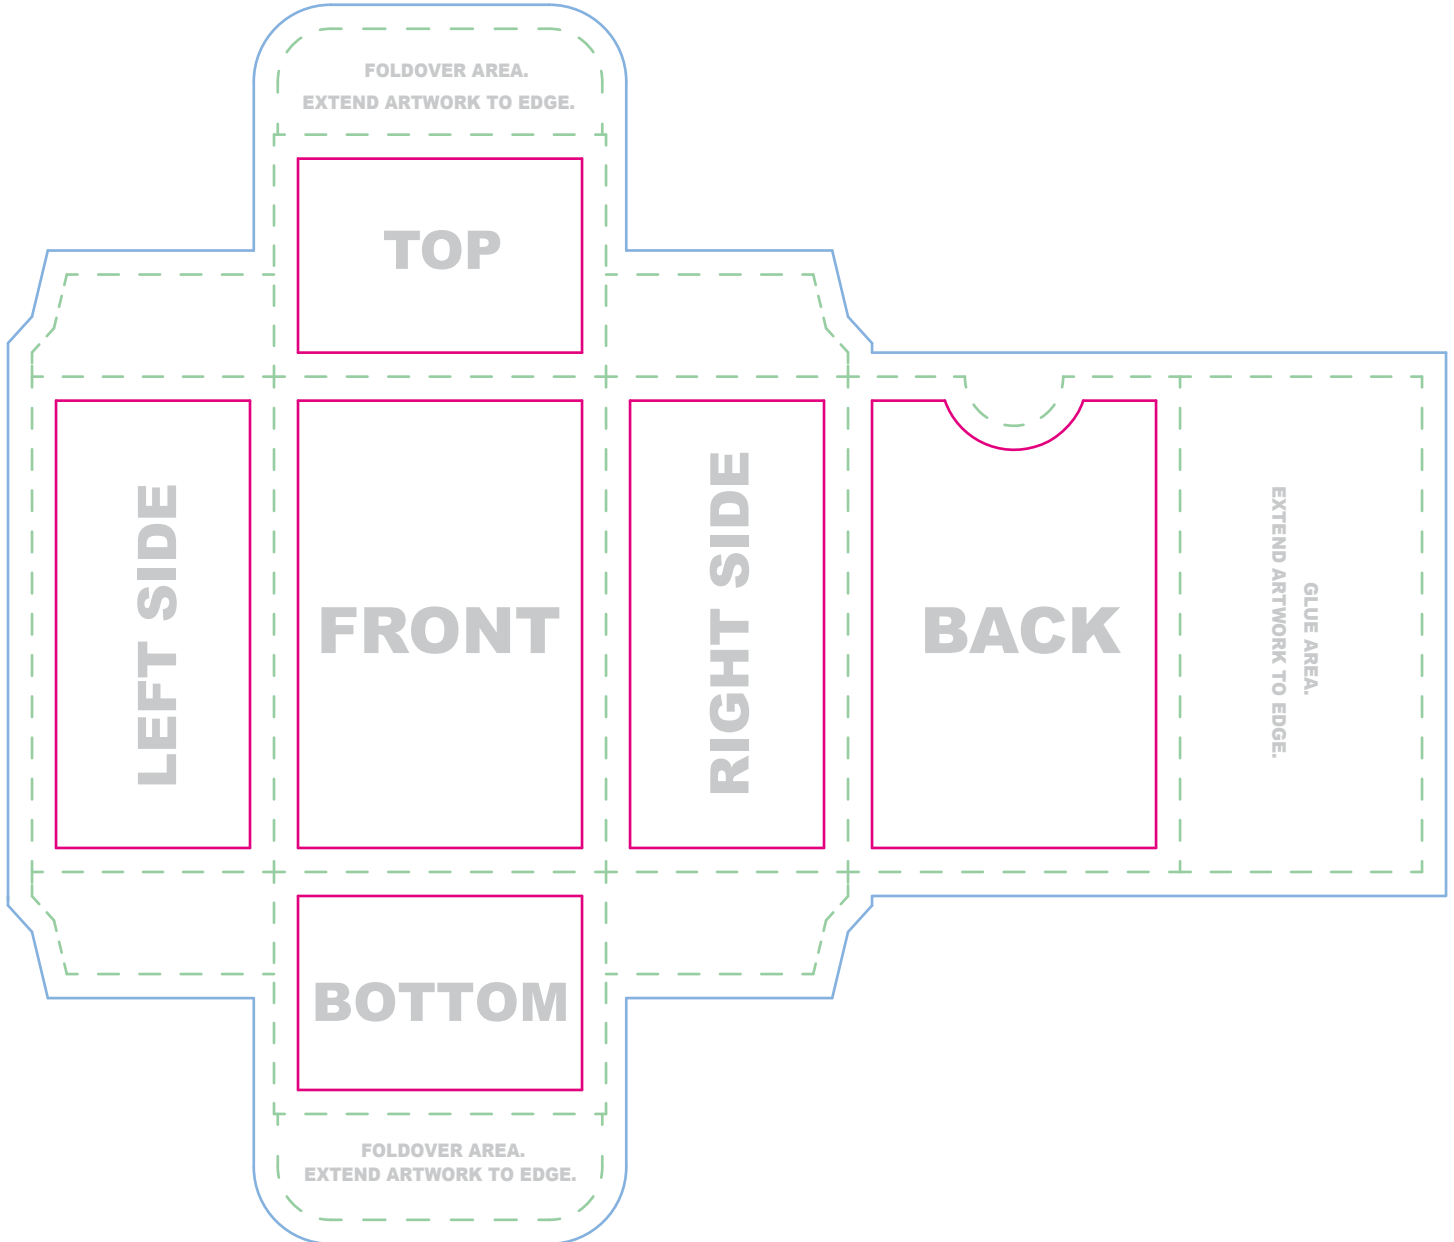 FOLDOVER AREA.
EXTEND ARTWORK TO EDGE.
TOP
LEFT SIDE
FRONT
RIGHT SIDE
BACK
GLUE AREA.
EXTEND ARTWORK TO EDGE.
BOTTOM
FOLDOVER AREA.
EXTEND ARTWORK TO EDGE.